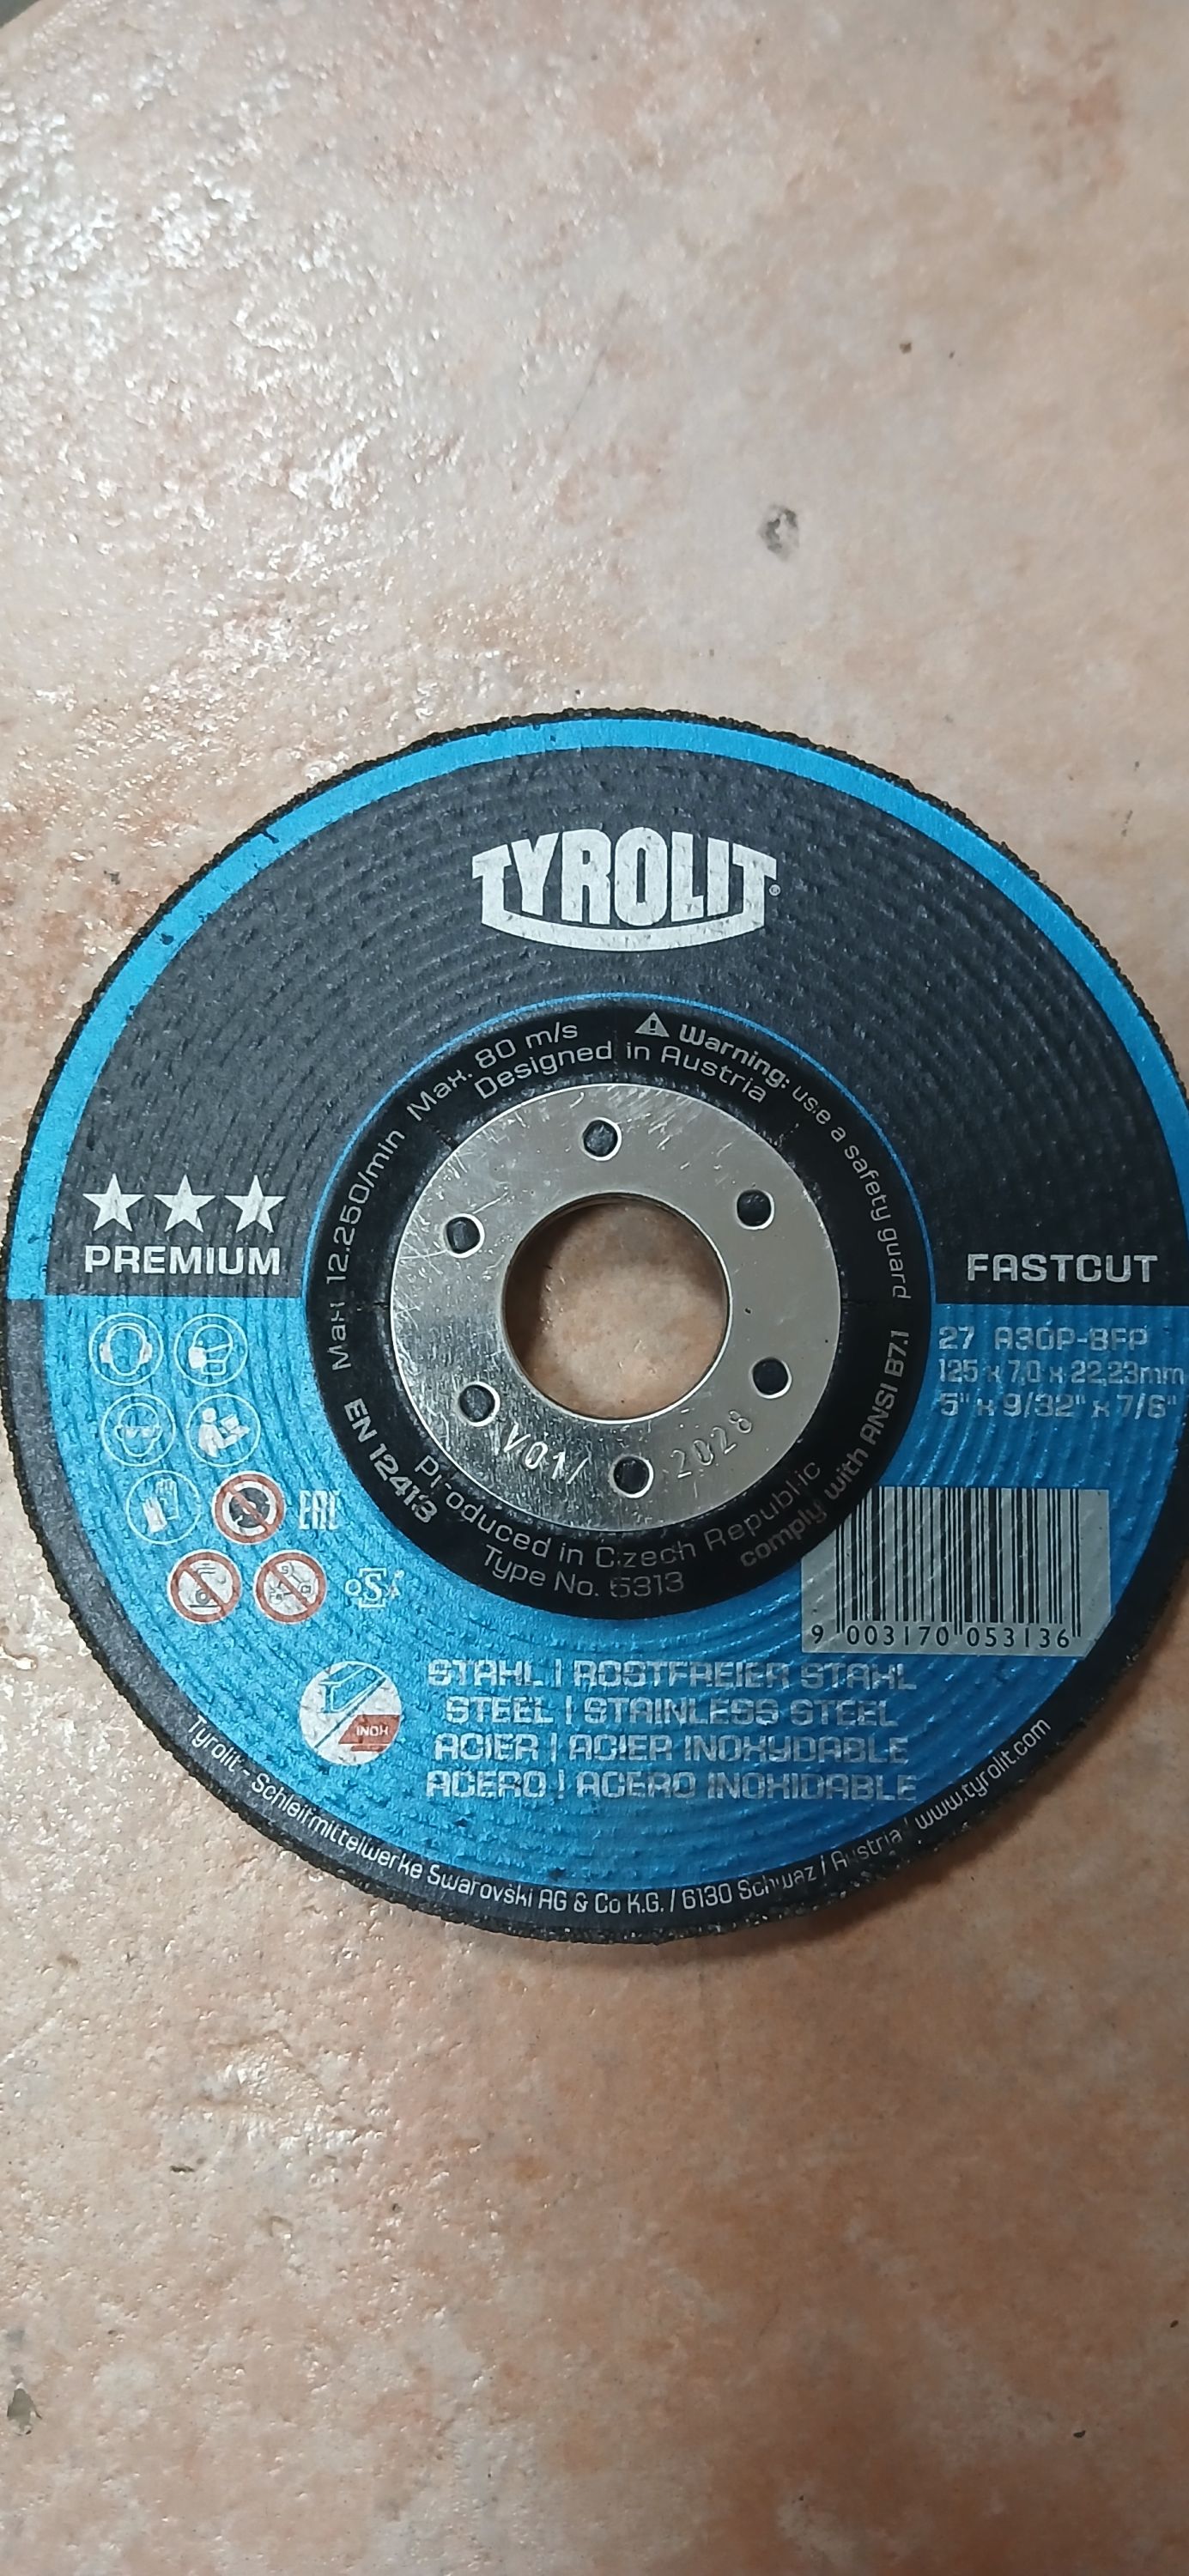 TYROLIT®
Max. 12.250/min Max. 80 m/s
Warning: use a safety guard
Designed in Austria
PREMIUM
FASTCUT
27 A30P-BFP
125 x 7,0 x 22,23mm
5" x 9/32" x 7/8"
EN 12413
comply with ANSI B7.1
V01/ 2028
Produced in Czech Republic
Type No. 5313
EAC
oSa
9 003170 053136
INOX
STAHL | ROSTFREIER STAHL
STEEL | STAINLESS STEEL
ACIER | ACIER INOXYDABLE
ACERO | ACERO INOXIDABLE
Tyrolit - Schleifmittelwerke Swarovski AG & Co K.G. / 6130 Schwaz / Austria / www.tyrolit.com